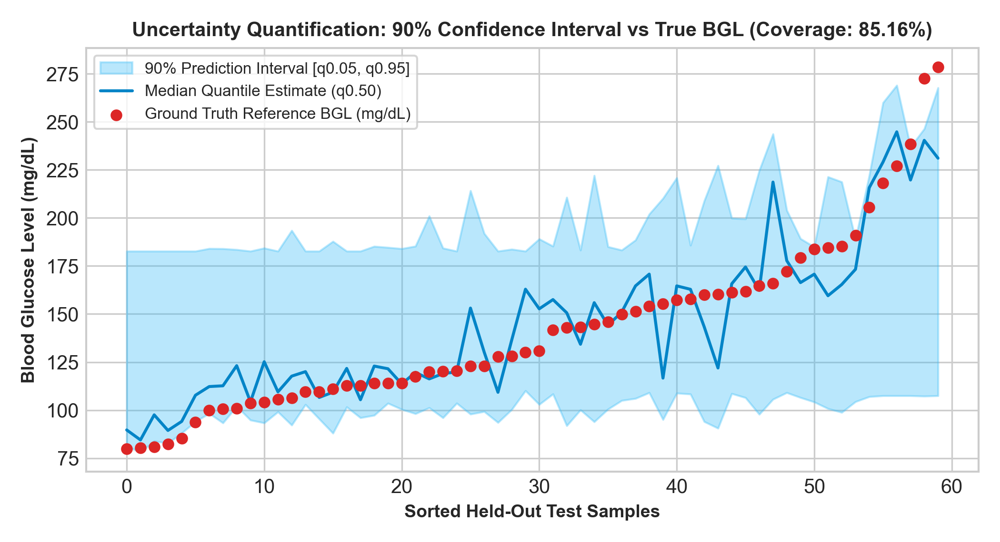 Uncertainty Quantification: 90% Confidence Interval vs True BGL (Coverage: 85.16%)
90% Prediction Interval [q0.05, q0.95]
Median Quantile Estimate (q0.50)
Ground Truth Reference BGL (mg/dL)
Blood Glucose Level (mg/dL)
275
250
225
200
175
150
125
100
75
0 10 20 30 40 50 60
Sorted Held-Out Test Samples